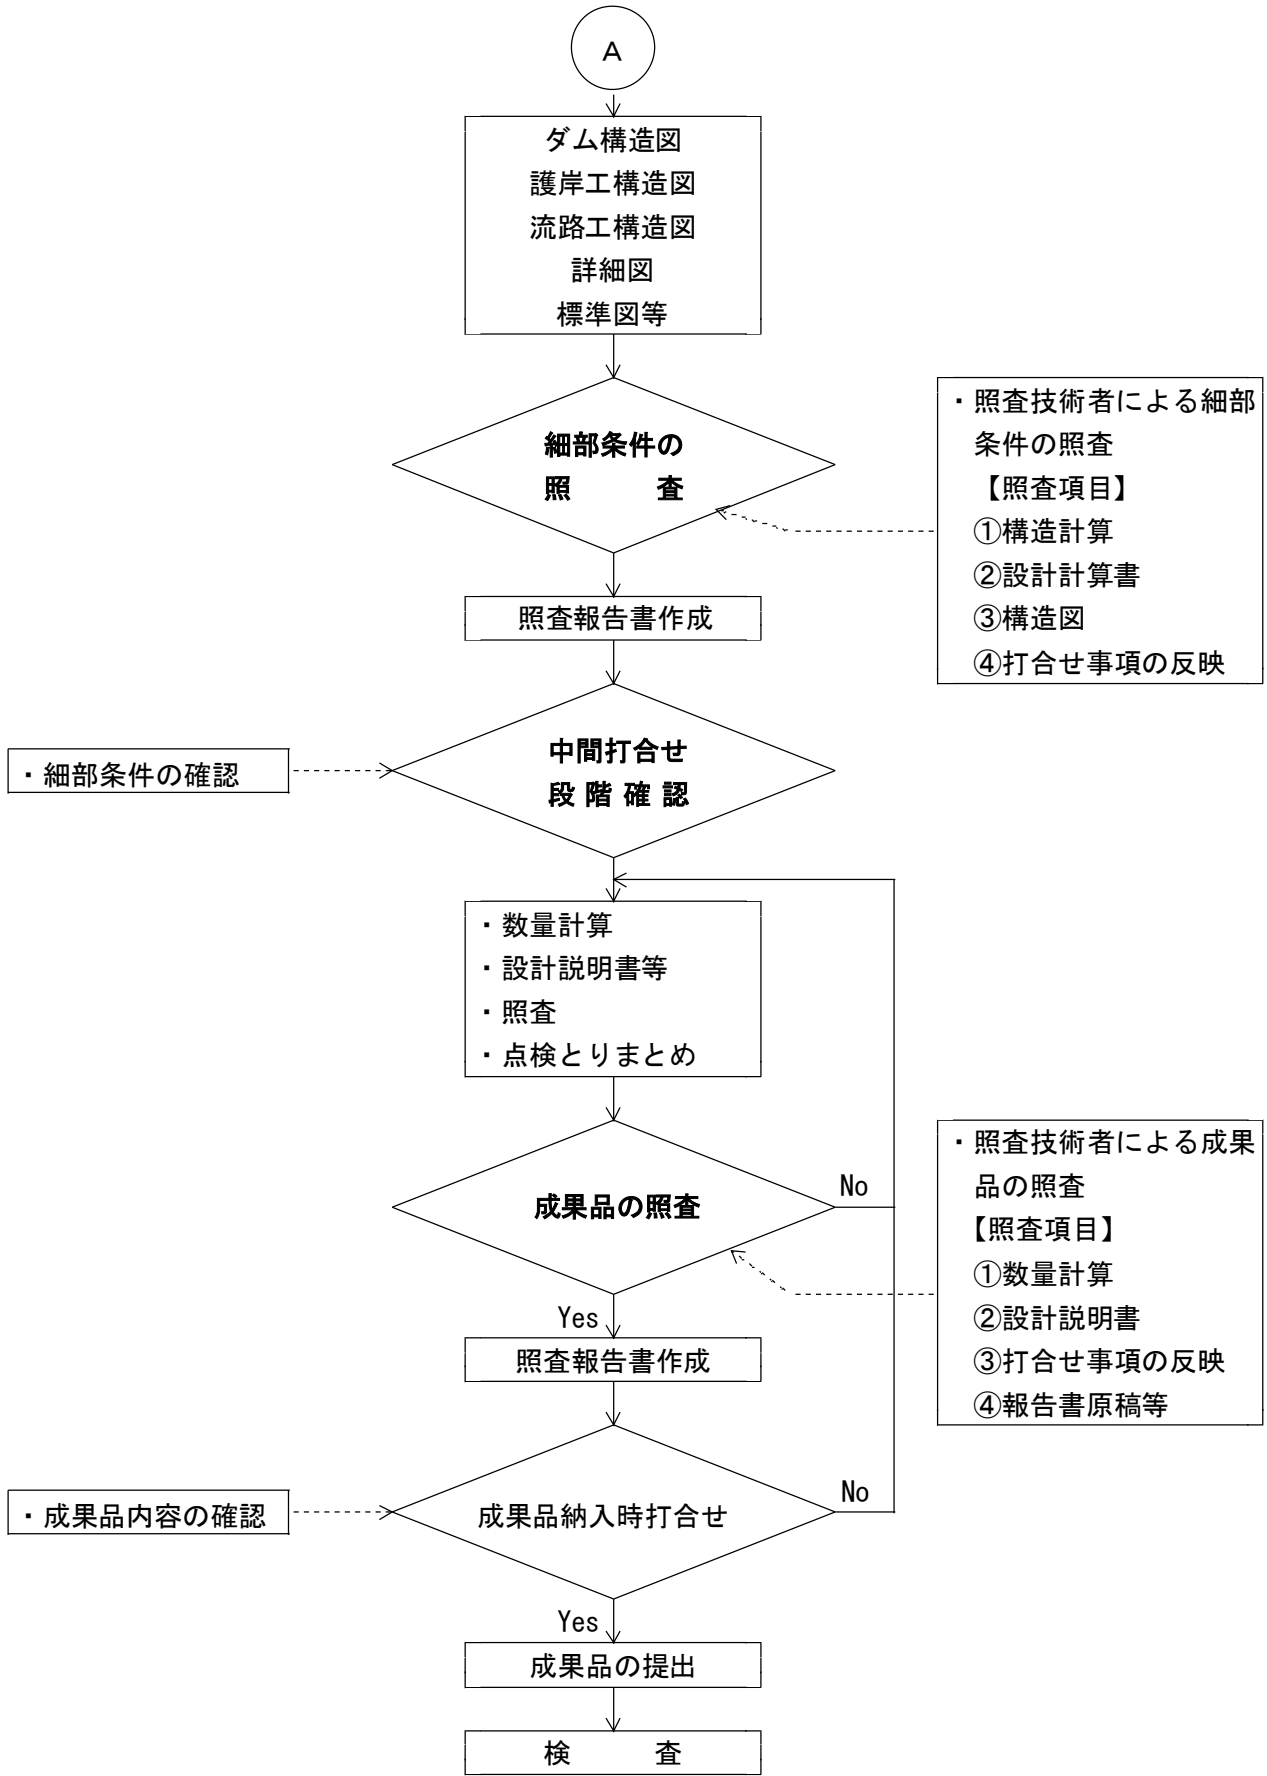 A
ダム構造図
護岸工構造図
流路工構造図
詳細図
標準図等
細部条件の
照　　　査
・照査技術者による細部
条件の照査
【照査項目】
①構造計算
②設計計算書
③構造図
④打合せ事項の反映
照査報告書作成
中間打合せ
段 階 確 認
・細部条件の確認
・数量計算
・設計説明書等
・照査
・点検とりまとめ
成果品の照査
No
・照査技術者による成果
品の照査
【照査項目】
①数量計算
②設計説明書
③打合せ事項の反映
④報告書原稿等
Yes
照査報告書作成
成果品納入時打合せ
No
・成果品内容の確認
Yes
成果品の提出
検　　　査